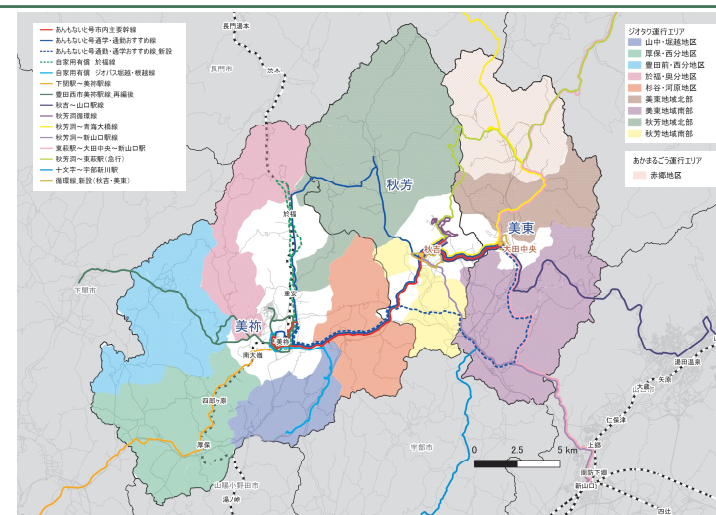 あんもないと号市内主要幹線
あんもないと号通学・通勤おすすめ線
あんもないと号通勤・通学おすすめ線_新設
自家用有償 於福線
自家用有償 ジオバス堀越・根越線
下関駅～美祢駅線
豊田西市美祢駅線_再編後
秋吉～山口駅線
秋芳洞循環線
秋芳洞～青海大橋線
秋芳洞～新山口駅線
東萩駅～大田中央～新山口駅
秋芳洞～東萩駅(急行)
十文字～宇部新川駅
循環線_新設(秋吉・美東)
ジオタク運行エリア
山中・堀越地区
厚保・西分地区
豊田前・西分地区
於福・奥分地区
杉谷・河原地区
美東地域北部
美東地域南部
秋芳地域北部
秋芳地域南部
あかまるごう運行エリア
赤郷地区
長門湯本
長門市
渋木
秋芳
於福
美東
秋吉
大田中央
下関市
重安
美祢
美祢
南大嶺
湯田温泉
矢原
大歳
山口市
四郎ヶ原
仁保津
厚保
宇部市
上郷
0 2.5 5 km
周防下郷
新山口
山陽小野田市
湯ノ峠
四辻